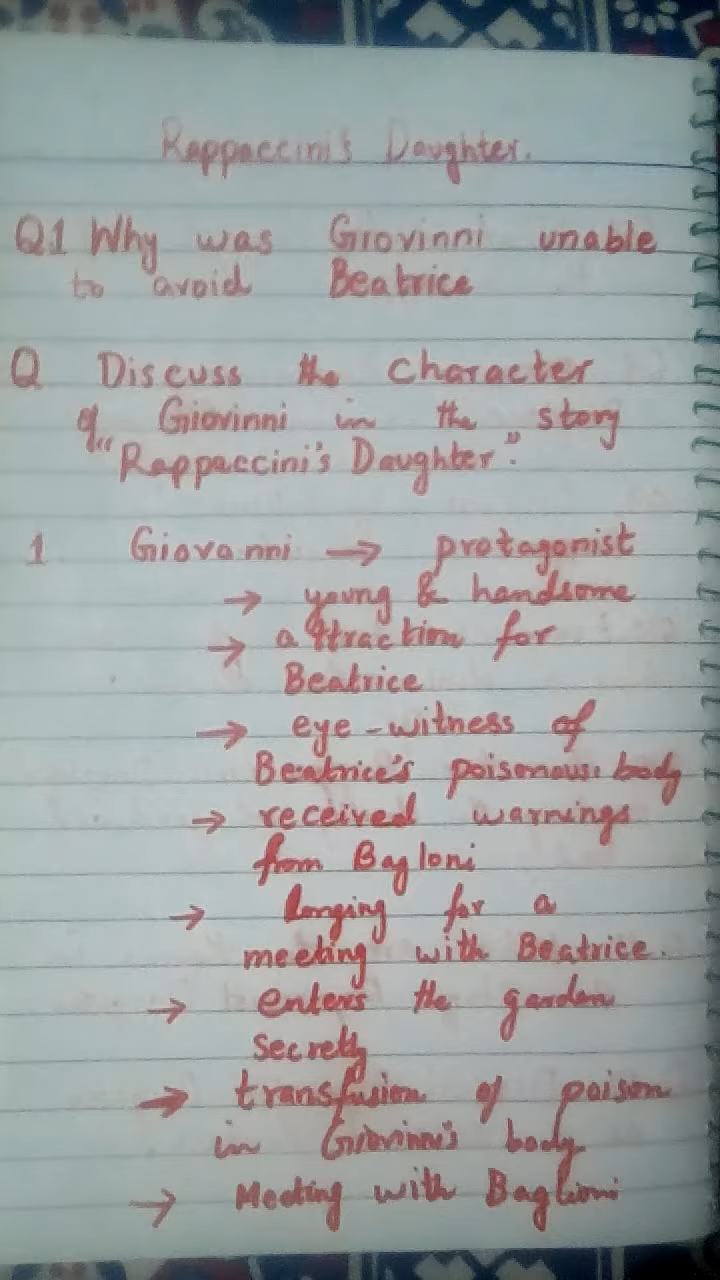 Rappaccini's Daughter.
Q1 Why was Giovinni unable
to avoid Beatrice
Q Discuss the character
of Giovinni in the story
"Rappaccini's Daughter".
1 Giovanni → protagonist
→ young & handsome
→ attraction for
Beatrice
→ eye-witness of
Beatrice's poisonous body
→ received warnings
from Bagloni
→ longing for a
meeting with Beatrice.
→ enters the garden
secretly
→ transfusion of poison
in Giovinni's body
→ Meeting with Baglioni